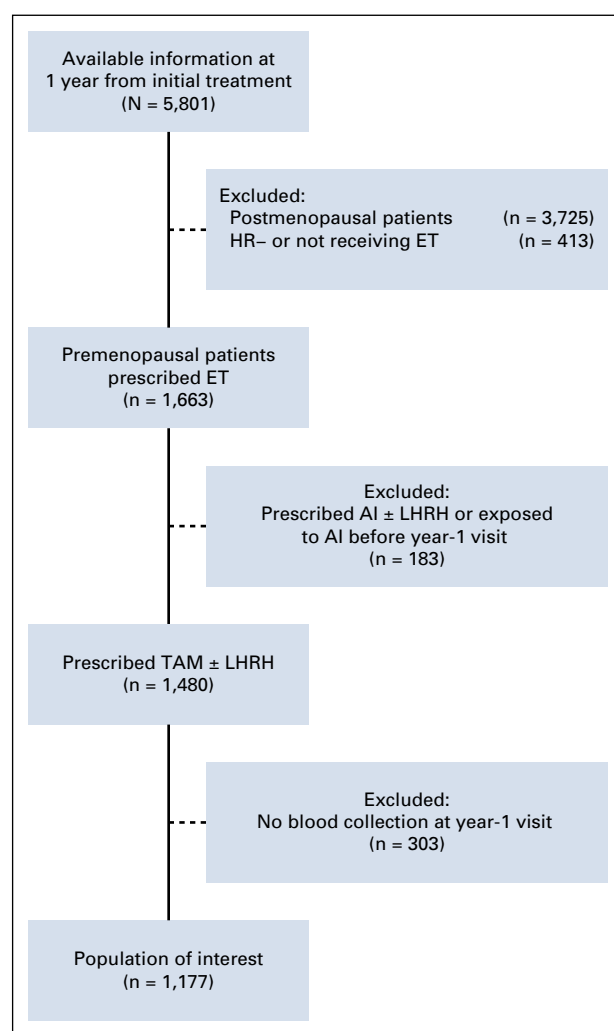 Available information at
1 year from initial treatment
(N = 5,801)
Excluded:
Postmenopausal patients (n = 3,725)
HR− or not receiving ET (n = 413)
Premenopausal patients
prescribed ET
(n = 1,663)
Excluded:
Prescribed AI ± LHRH or exposed
to AI before year-1 visit
(n = 183)
Prescribed TAM ± LHRH
(n = 1,480)
Excluded:
No blood collection at year-1 visit
(n = 303)
Population of interest
(n = 1,177)